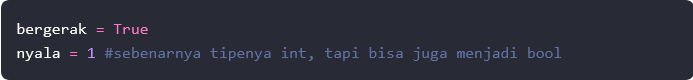 bergerak = True
nyala = 1 #sebenarnya tipenya int, tapi bisa juga menjadi bool